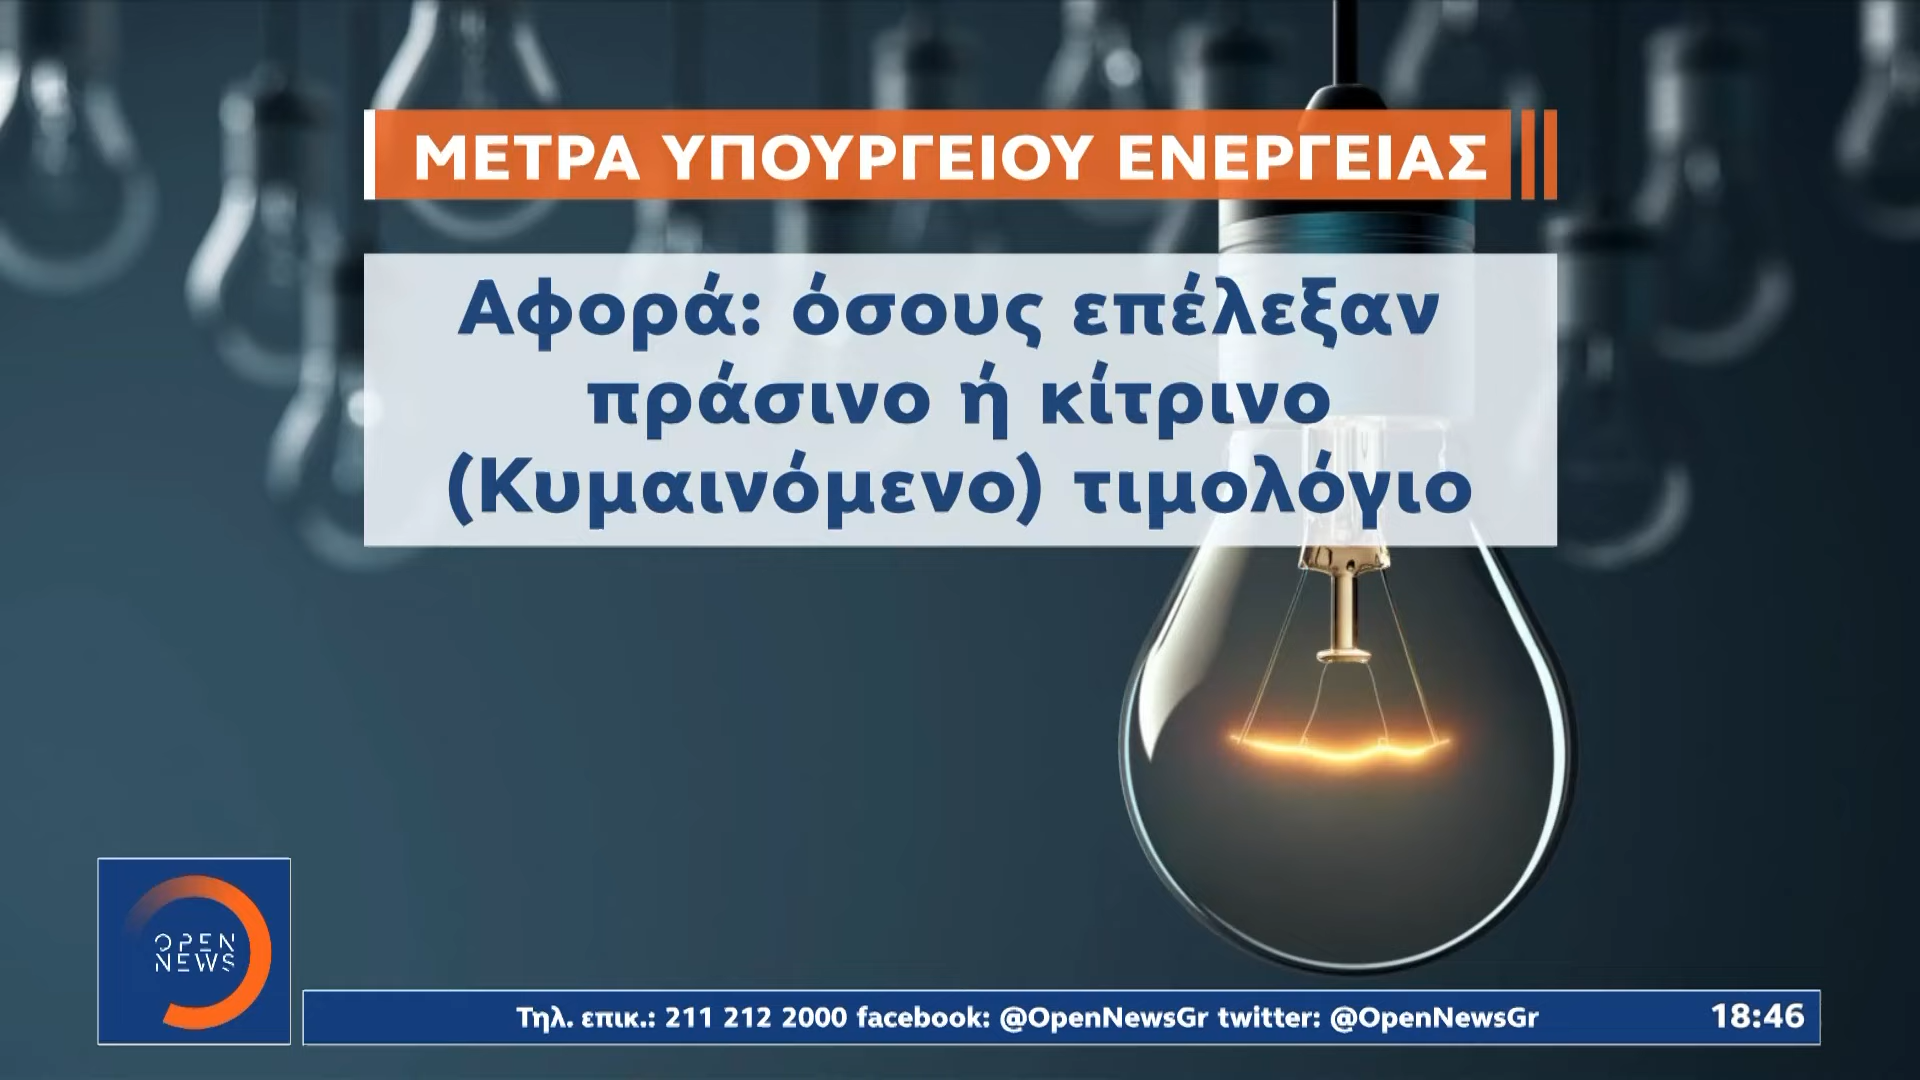 ΜΕΤΡΑ ΥΠΟΥΡΓΕΙΟΥ ΕΝΕΡΓΕΙΑΣ
Αφορά: όσους επέλεξαν
πράσινο ή κίτρινο
(Κυμαινόμενο) τιμολόγιο
OPEN
NEWS
Τηλ. επικ.: 211 212 2000 facebook: @OpenNewsGr twitter: @OpenNewsGr
18:46